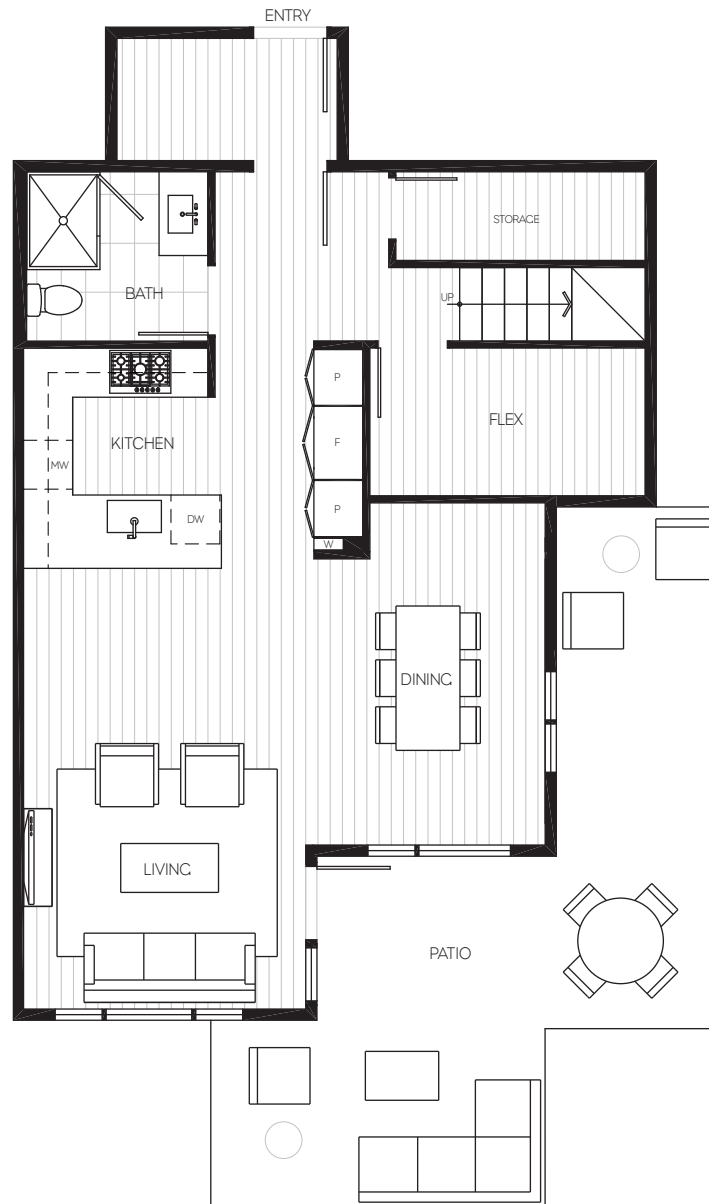 ENTRY
STORAGE
BATH
UP
P
FLEX
KITCHEN
F
MW
P
DW
W
DINING
LIVING
PATIO